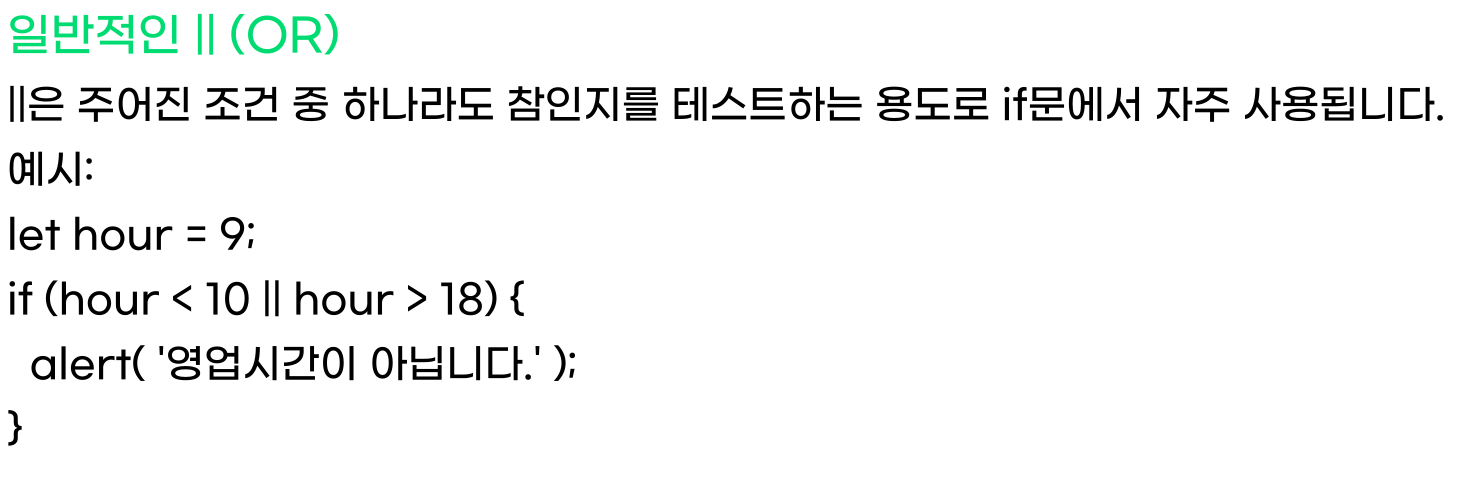 일반적인 || (OR)
||은 주어진 조건 중 하나라도 참인지를 테스트하는 용도로 if문에서 자주 사용됩니다.
예시:
let hour = 9;
if (hour < 10 || hour > 18) {
  alert( '영업시간이 아닙니다.' );
}